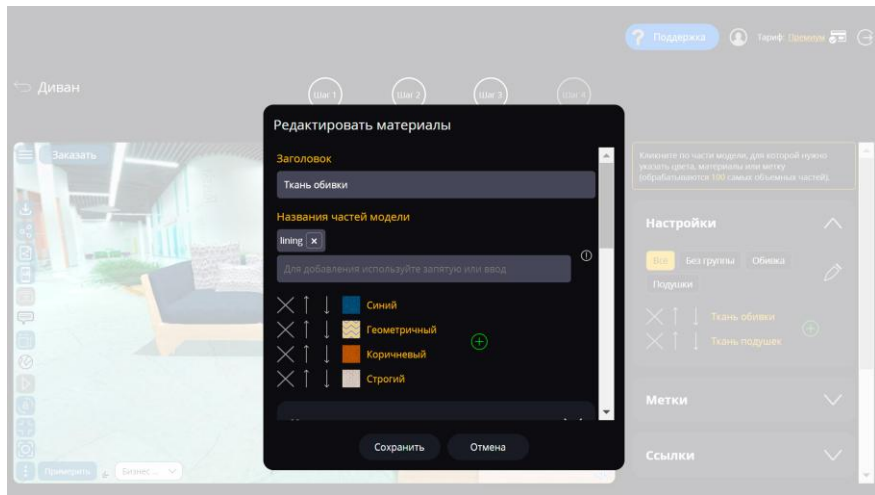 Поддержка
Тариф: Премиум
Диван
Шаг 1
Шаг 2
Шаг 3
Шаг 4
Заказать
Редактировать материалы
Заголовок
Ткань обивки
Названия частей модели
lining
Для добавления используйте запятую или ввод
Синий
Геометричный
Коричневый
Строгий
Сохранить
Отмена
Кликните по части модели, для которой нужно
указать цвета, материалы или метку
(обрабатываются 100 самых объемных частей).
Настройки
Все
Без группы
Обивка
Подушки
Ткань обивки
Ткань подушек
Метки
Ссылки
Примерить
Бизнес ...